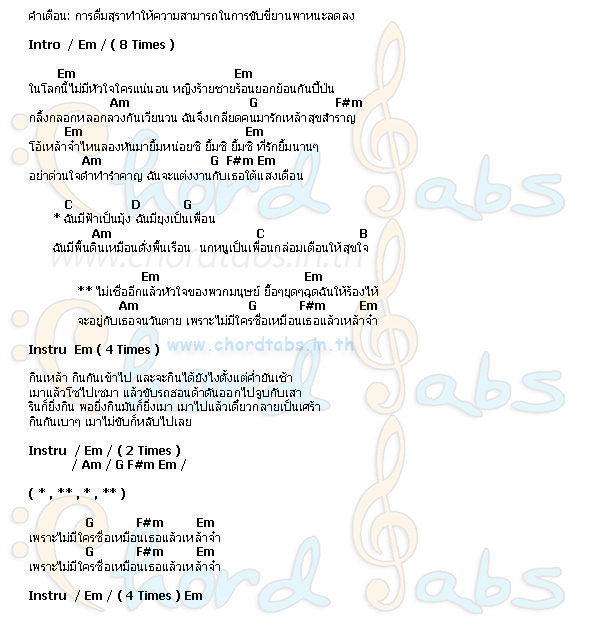 คำเตือน: การดื่มสุราทำให้ความสามารถในการขับขี่ยานพาหนะลดลง
Intro / Em / ( 8 Times )
Em Em
ในโลกนี้ไม่มีหัวใจใครแน่นอน หญิงร้ายชายร้อนยอกย้อนกันปี้ป่น
Am G F#m
กลิ้งกลอกหลอกลวงกันเวียนวน ฉันจึงเกลียดคนมารักเหล้าสุขสำราญ
Em Em
โอ้เหล้าจ๋าไหนลองหันมายิ้มหน่อยซิ ยิ้มซิ ยิ้มซิ ที่รักยิ้มนานๆ
Am G F#m Em
อย่าด่วนใจดำทำรำคาญ ฉันจะแต่งงานกับเธอใต้แสงเดือน
C D G
* ฉันมีฟ้าเป็นมุ้ง ฉันมียุงเป็นเพื่อน
Am C B
ฉันมีพื้นดินเหมือนดั่งพื้นเรือน นกหนูเป็นเพื่อนกล่อมเตือนให้สุขใจ
www.chordtabs.in.th
Em Em
** ไม่เชื่ออีกแล้วหัวใจของพวกมนุษย์ ยื้อๆยุดๆฉุดฉันให้ร้องไห้
Am G F#m Em
จะอยู่กับเธอจนวันตาย เพราะไม่มีใครซื่อเหมือนเธอแล้วเหล้าจ๋า
Instru Em ( 4 Times )
www.chordtabs.in.th
กินเหล้า กินกันเข้าไป และจะกินได้ยังไงตั้งแต่ค่ำยันเช้า
เมาแล้วโซไปเซมา แล้วขับรถฮอนด้าดันออกไปจูบกับเสา
รินก็ยิ่งกิน พอยิ่งกินมันก็ยิ่งเมา เมาไปแล้วเดี๋ยวกลายเป็นเศร้า
กินกันเบาๆ เมาไม่ขับก็หลับไปเลย
Instru / Em / ( 2 Times )
/ Am / G F#m Em /
( * , ** , * , ** )
G F#m Em
เพราะไม่มีใครซื่อเหมือนเธอแล้วเหล้าจ๋า
G F#m Em
เพราะไม่มีใครซื่อเหมือนเธอแล้วเหล้าจ๋า
Instru / Em / ( 4 Times ) Em